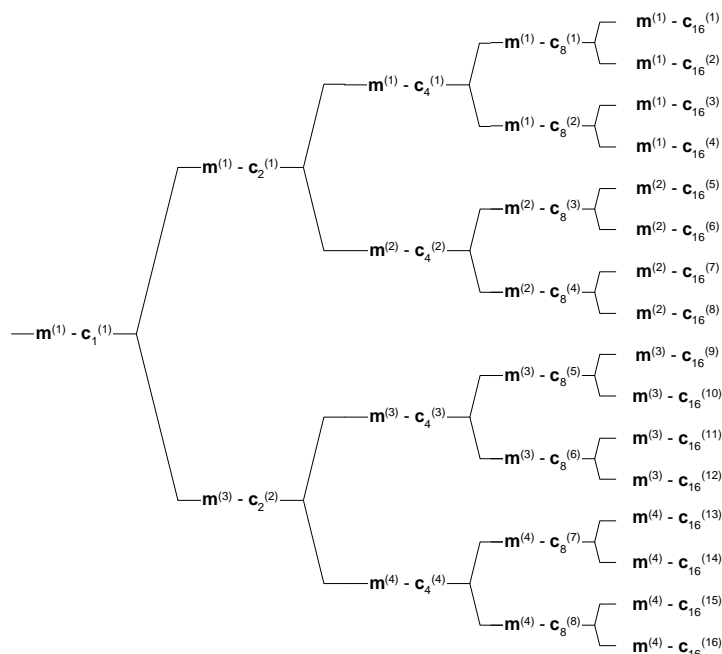 m⁽¹⁾ - c₁₆⁽¹⁾
m⁽¹⁾ - c₈⁽¹⁾
m⁽¹⁾ - c₁₆⁽²⁾
m⁽¹⁾ - c₄⁽¹⁾
m⁽¹⁾ - c₁₆⁽³⁾
m⁽¹⁾ - c₈⁽²⁾
m⁽¹⁾ - c₁₆⁽⁴⁾
m⁽¹⁾ - c₂⁽¹⁾
m⁽²⁾ - c₁₆⁽⁵⁾
m⁽²⁾ - c₈⁽³⁾
m⁽²⁾ - c₁₆⁽⁶⁾
m⁽²⁾ - c₄⁽²⁾
m⁽²⁾ - c₁₆⁽⁷⁾
m⁽²⁾ - c₈⁽⁴⁾
m⁽²⁾ - c₁₆⁽⁸⁾
m⁽¹⁾ - c₁⁽¹⁾
m⁽³⁾ - c₁₆⁽⁹⁾
m⁽³⁾ - c₈⁽⁵⁾
m⁽³⁾ - c₁₆⁽¹⁰⁾
m⁽³⁾ - c₄⁽³⁾
m⁽³⁾ - c₁₆⁽¹¹⁾
m⁽³⁾ - c₈⁽⁶⁾
m⁽³⁾ - c₁₆⁽¹²⁾
m⁽³⁾ - c₂⁽²⁾
m⁽⁴⁾ - c₁₆⁽¹³⁾
m⁽⁴⁾ - c₈⁽⁷⁾
m⁽⁴⁾ - c₁₆⁽¹⁴⁾
m⁽⁴⁾ - c₄⁽⁴⁾
m⁽⁴⁾ - c₁₆⁽¹⁵⁾
m⁽⁴⁾ - c₈⁽⁸⁾
m⁽⁴⁾ - c₁₆⁽¹⁶⁾